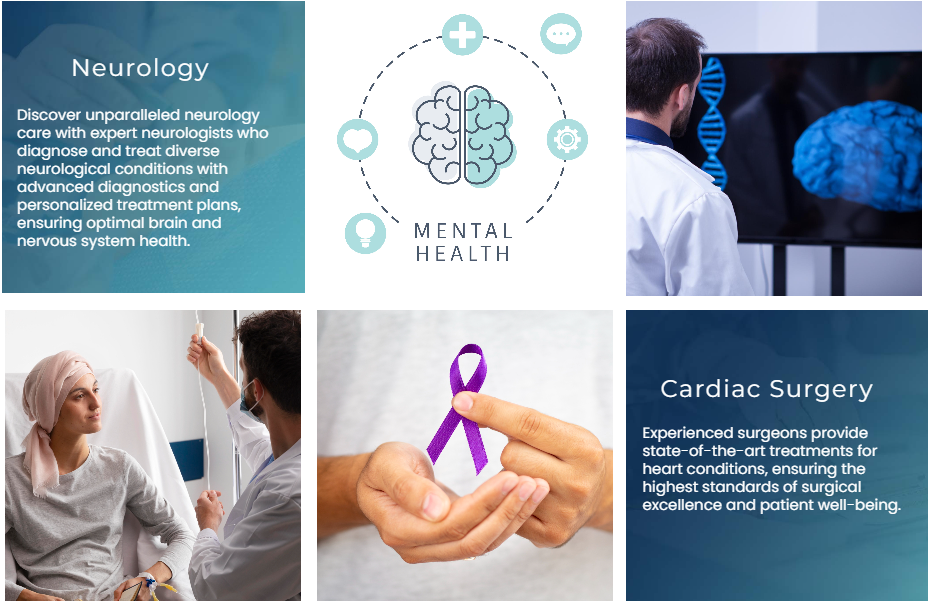 Neurology
Discover unparalleled neurology
care with expert neurologists who
diagnose and treat diverse
neurological conditions with
advanced diagnostics and
personalized treatment plans,
ensuring optimal brain and
nervous system health.
MENTAL
HEALTH
Cardiac Surgery
Experienced surgeons provide
state-of-the-art treatments for
heart conditions, ensuring the
highest standards of surgical
excellence and patient well-being.